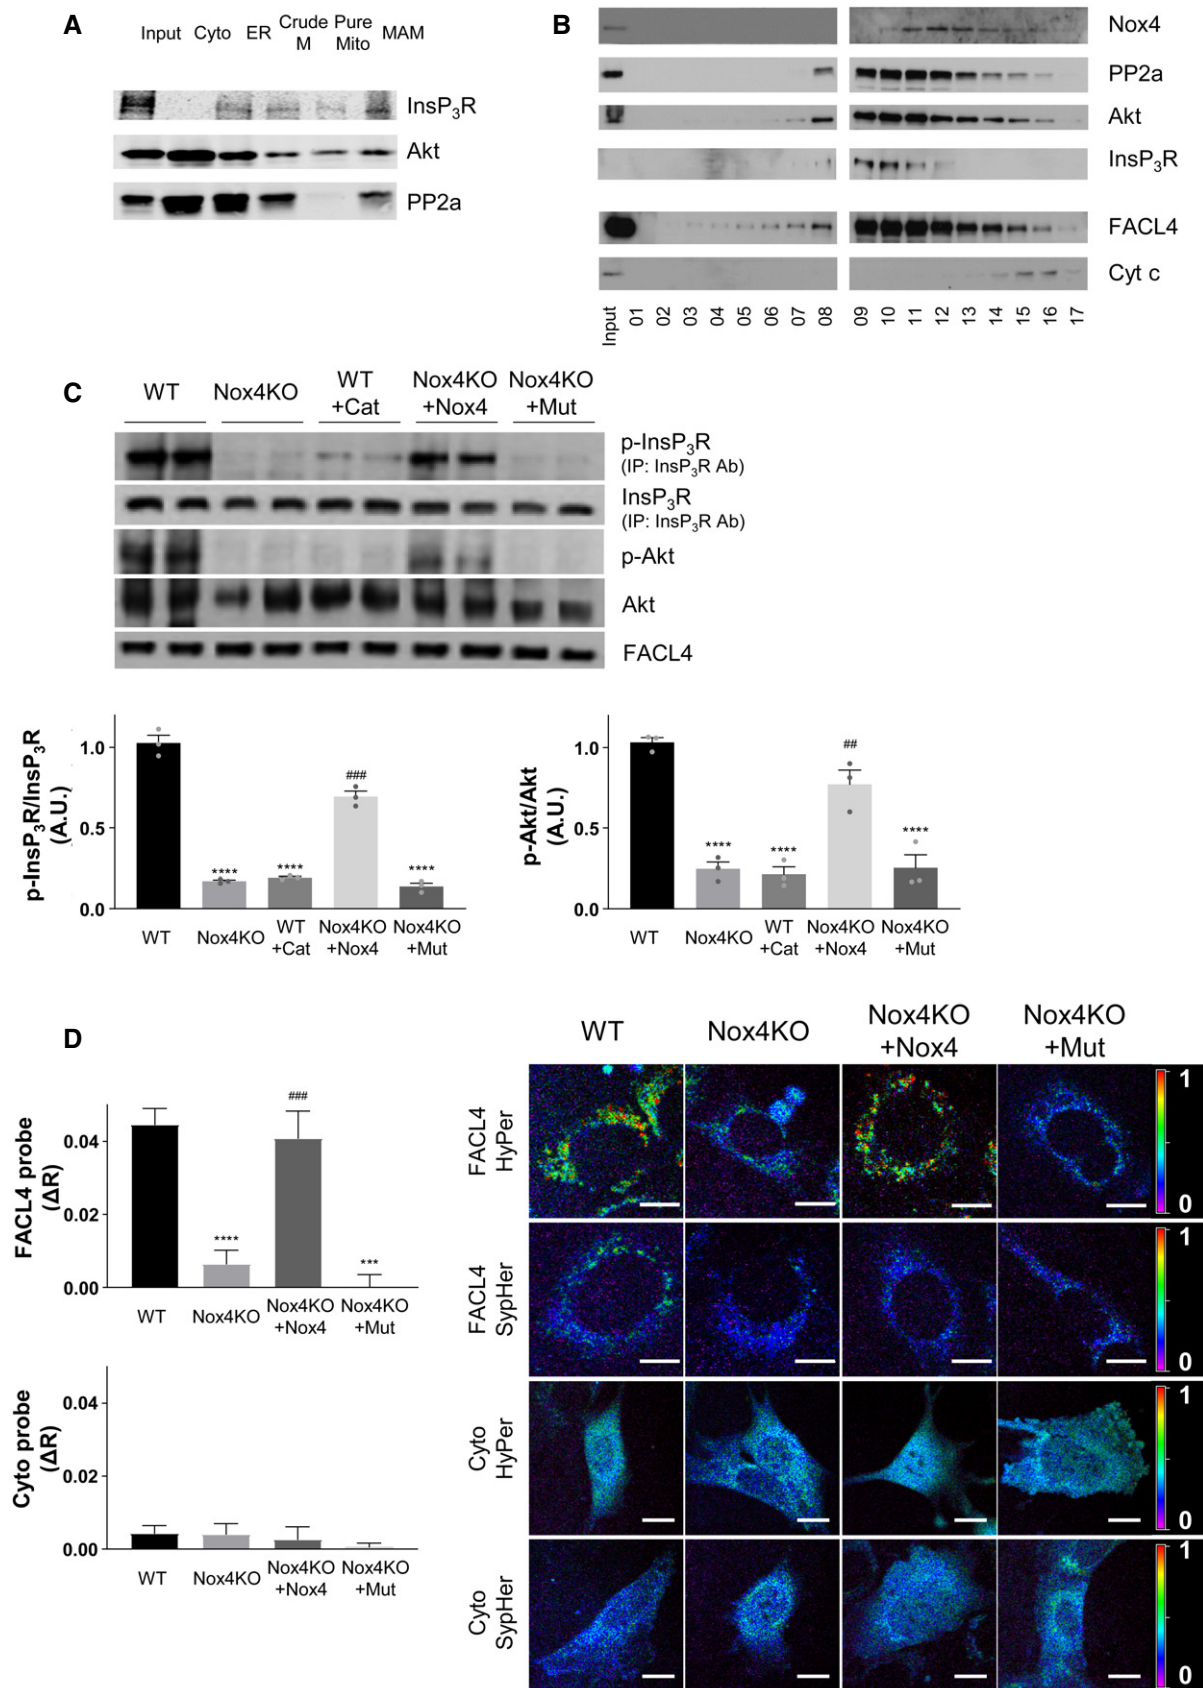 A
Input Cyto ER Crude M Pure Mito MAM
InsP3R
Akt
PP2a
B
Nox4
PP2a
Akt
InsP3R
FACL4
Cyt c
Input 01 02 03 04 05 06 07 08 09 10 11 12 13 14 15 16 17
C
WT Nox4KO WT +Cat Nox4KO +Nox4 Nox4KO +Mut
p-InsP3R
(IP: InsP3R Ab)
InsP3R
(IP: InsP3R Ab)
p-Akt
Akt
FACL4
p-InsP3R/InsP3R
(A.U.)
1.0
0.5
0.0
**** **** ### ****
WT Nox4KO WT +Cat Nox4KO +Nox4 Nox4KO +Mut
p-Akt/Akt
(A.U.)
1.0
0.5
0.0
**** **** ## ****
WT Nox4KO WT +Cat Nox4KO +Nox4 Nox4KO +Mut
D
FACL4 probe
(ΔR)
0.04
0.02
0.00
**** ### ***
WT Nox4KO Nox4KO +Nox4 Nox4KO +Mut
Cyto probe
(ΔR)
0.04
0.02
0.00
WT Nox4KO Nox4KO +Nox4 Nox4KO +Mut
WT Nox4KO Nox4KO +Nox4 Nox4KO +Mut
FACL4
HyPer
1
0
FACL4
SypHer
1
0
Cyto
HyPer
1
0
Cyto
SypHer
1
0